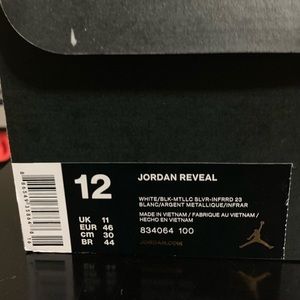 12
JORDAN REVEAL
WHITE/BLK-MTLLC SLVR-INFRRD 23
BLANC/ARGENT METALLIQUE/INFRAR
UK 11
EUR 46
cm 30
BR 44
MADE IN VIETNAM / FABRIQUE AU VIETNAM /
HECHO EN VIETNAM
834064 100
JORDAN.COM